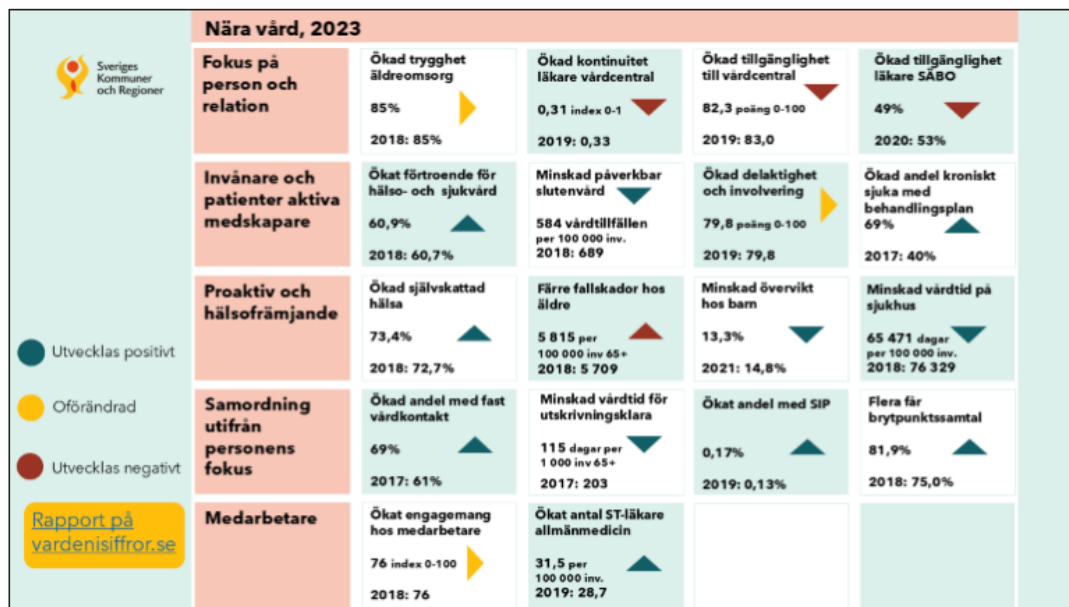 Nära vård, 2023
Sveriges
Kommuner
och Regioner
Fokus på
person och
relation
Ökad trygghet
äldreomsorg
85%
2018: 85%
Ökad kontinuitet
läkare vårdcentral
0,31 index 0-1
2019: 0,33
Ökad tillgänglighet
till vårdcentral
82,3 poäng 0-100
2019: 83,0
Ökad tillgänglighet
läkare SÄBO
49%
2020: 53%
Invånare och
patienter aktiva
medskapare
Ökat förtroende för
hälso- och sjukvård
60,9%
2018: 60,7%
Minskad påverkbar
slutenvård
584 vårdtillfällen
per 100 000 inv.
2018: 689
Ökad delaktighet
och involvering
79,8 poäng 0-100
2019: 79,8
Ökad andel kroniskt
sjuka med
behandlingsplan
69%
2017: 40%
Proaktiv och
hälsofrämjande
Ökad självskattad
hälsa
73,4%
2018: 72,7%
Färre fallskador hos
äldre
5 815 per
100 000 inv 65+
2018: 5 709
Minskad övervikt
hos barn
13,3%
2021: 14,8%
Minskad vårdtid på
sjukhus
65 471 dagar
per 100 000 inv.
2018: 76 329
Samordning
utifrån
personens
fokus
Ökad andel med fast
vårdkontakt
69%
2017: 61%
Minskad vårdtid för
utskrivningsklara
115 dagar per
1 000 inv 65+
2017: 203
Ökat andel med SIP
0,17%
2019: 0,13%
Flera får
brytpunktssamtal
81,9%
2018: 75,0%
Medarbetare
Ökat engagemang
hos medarbetare
76 index 0-100
2018: 76
Ökat antal ST-läkare
allmänmedicin
31,5 per
100 000 inv.
2019: 28,7
Utvecklas positivt
Oförändrad
Utvecklas negativt
Rapport på
vardenisiffror.se